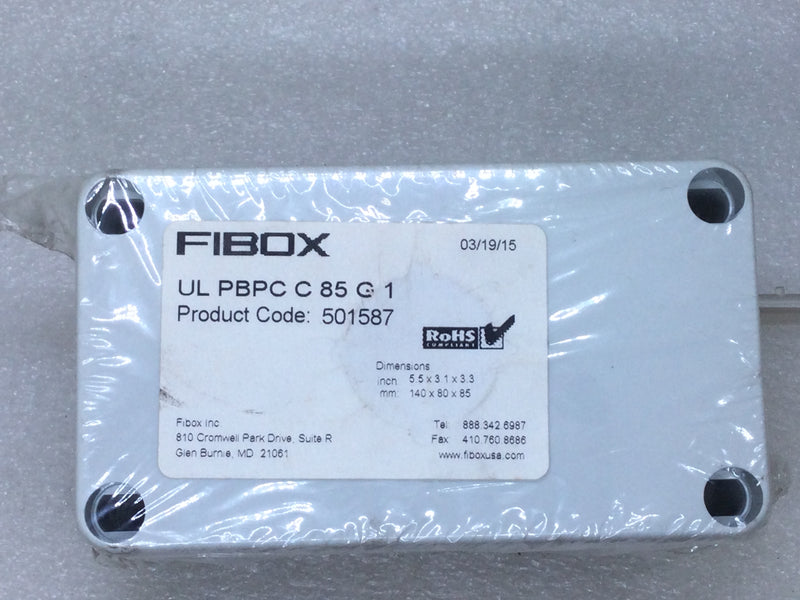 FIBOX
03/19/15
UL PBPC C 85 G 1
Product Code: 501587
RoHS
COMPLIANT
Dimensions
inch 5.5 x 3.1 x 3.3
mm: 140 x 80 x 85
Fibox Inc
810 Cromwell Park Drive, Suite R
Glen Burnie, MD 21061
Tel: 888.342.6987
Fax: 410.760.8686
www.fiboxusa.com